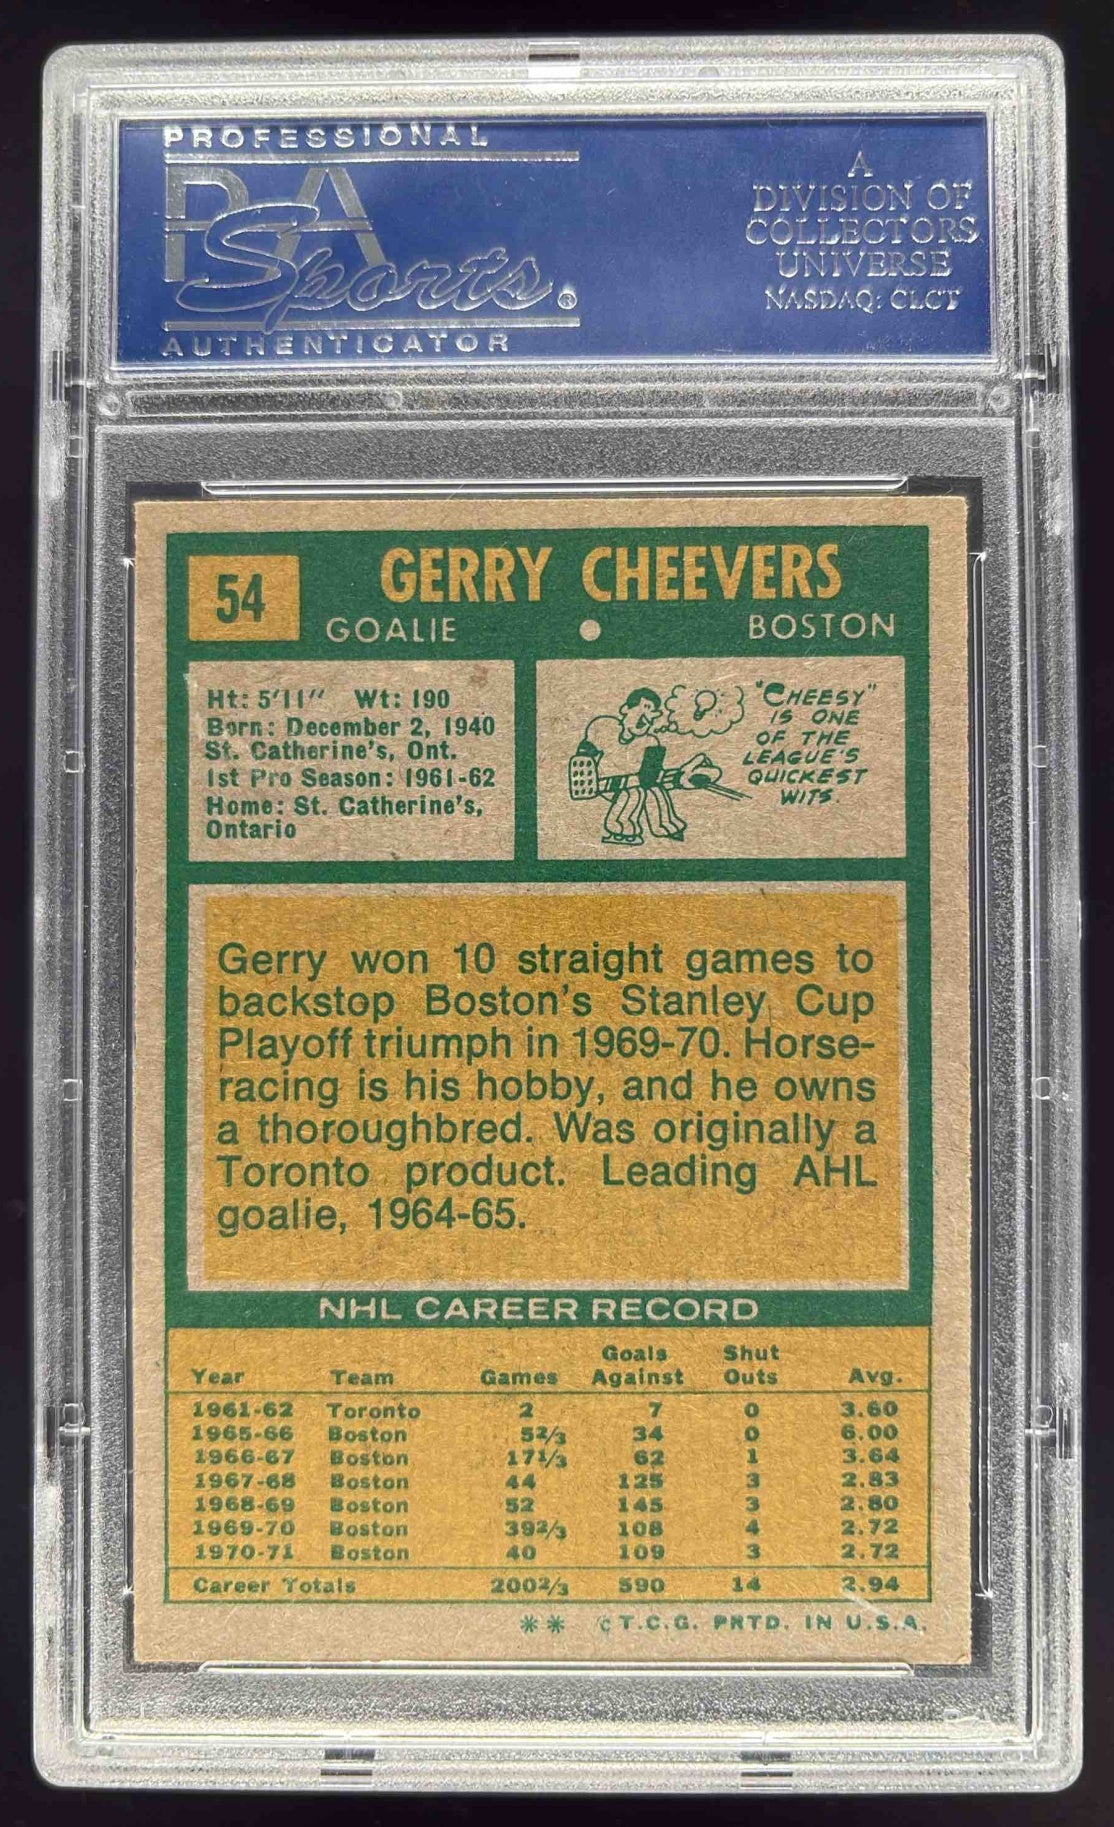 PROFESSIONAL
PSA
Sports®
AUTHENTICATOR
A
DIVISION OF
COLLECTORS
UNIVERSE
NASDAQ: CLCT
54
GERRY CHEEVERS
GOALIE • BOSTON
Ht: 5'11" Wt: 190
Born: December 2, 1940
St. Catherine's, Ont.
1st Pro Season: 1961-62
Home: St. Catherine's,
Ontario
"CHEESY"
IS ONE
OF THE
LEAGUE'S
QUICKEST
WITS.
Gerry won 10 straight games to
backstop Boston's Stanley Cup
Playoff triumph in 1969-70. Horse-
racing is his hobby, and he owns
a thoroughbred. Was originally a
Toronto product. Leading AHL
goalie, 1964-65.
NHL CAREER RECORD
Goals Shut
Year Team Games Against Outs Avg.
1961-62 Toronto 2 7 0 3.60
1965-66 Boston 52/3 34 0 6.00
1966-67 Boston 171/3 62 1 3.64
1967-68 Boston 44 125 3 2.83
1968-69 Boston 52 145 3 2.80
1969-70 Boston 392/3 108 4 2.72
1970-71 Boston 40 109 3 2.72
Career Totals 2002/3 590 14 2.94
** © T.C.G. PRTD. IN U.S.A.